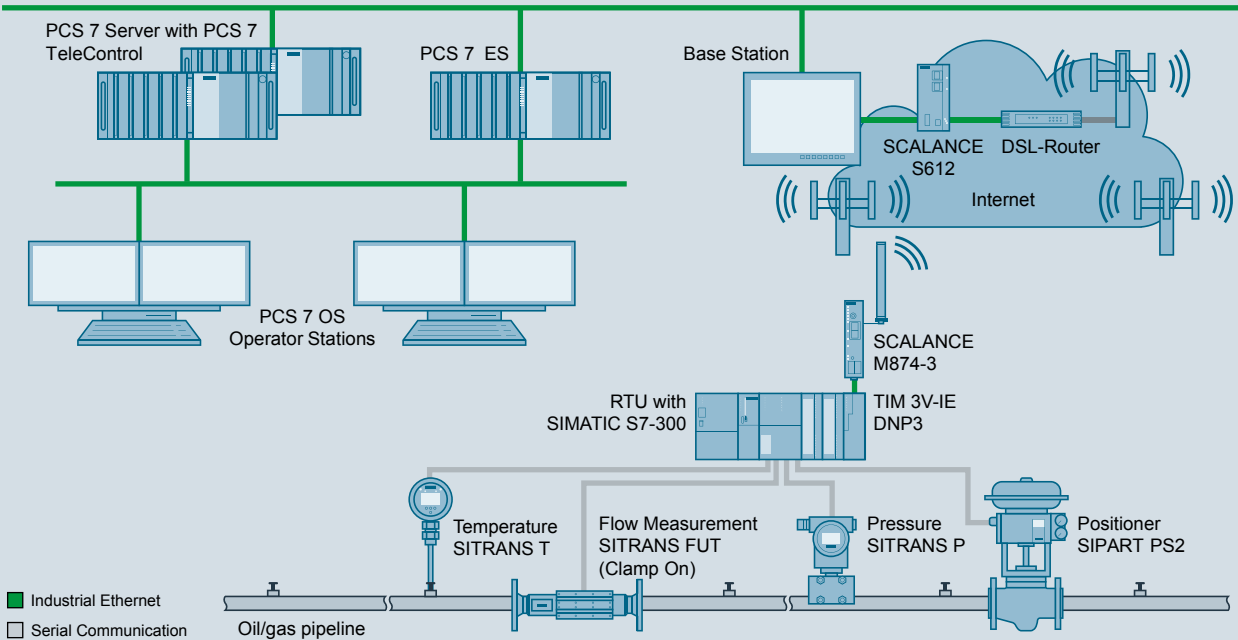 PCS 7 Server with PCS 7
TeleControl
PCS 7 ES
Base Station
SCALANCE
S612
DSL-Router
Internet
PCS 7 OS
Operator Stations
SCALANCE
M874-3
RTU with
SIMATIC S7-300
TIM 3V-IE
DNP3
Temperature
SITRANS T
Flow Measurement
SITRANS FUT
(Clamp On)
Pressure
SITRANS P
Positioner
SIPART PS2
Industrial Ethernet
Serial Communication
Oil/gas pipeline